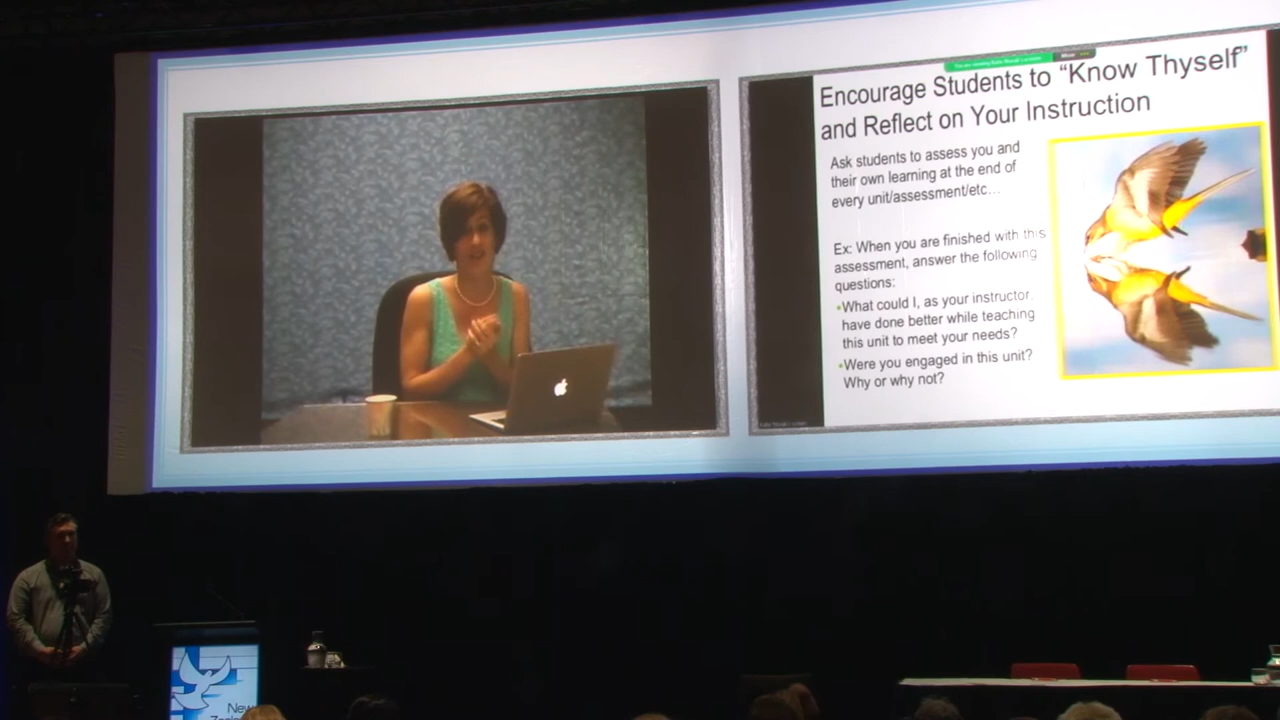 Encourage Students to “Know Thyself”
and Reflect on Your Instruction
Ask students to assess you and
their own learning at the end of
every unit/assessment/etc…
Ex: When you are finished with this
assessment, answer the following
questions:
•What could I, as your instructor,
have done better while teaching
this unit to meet your needs?
•Were you engaged in this unit?
Why or why not?
New